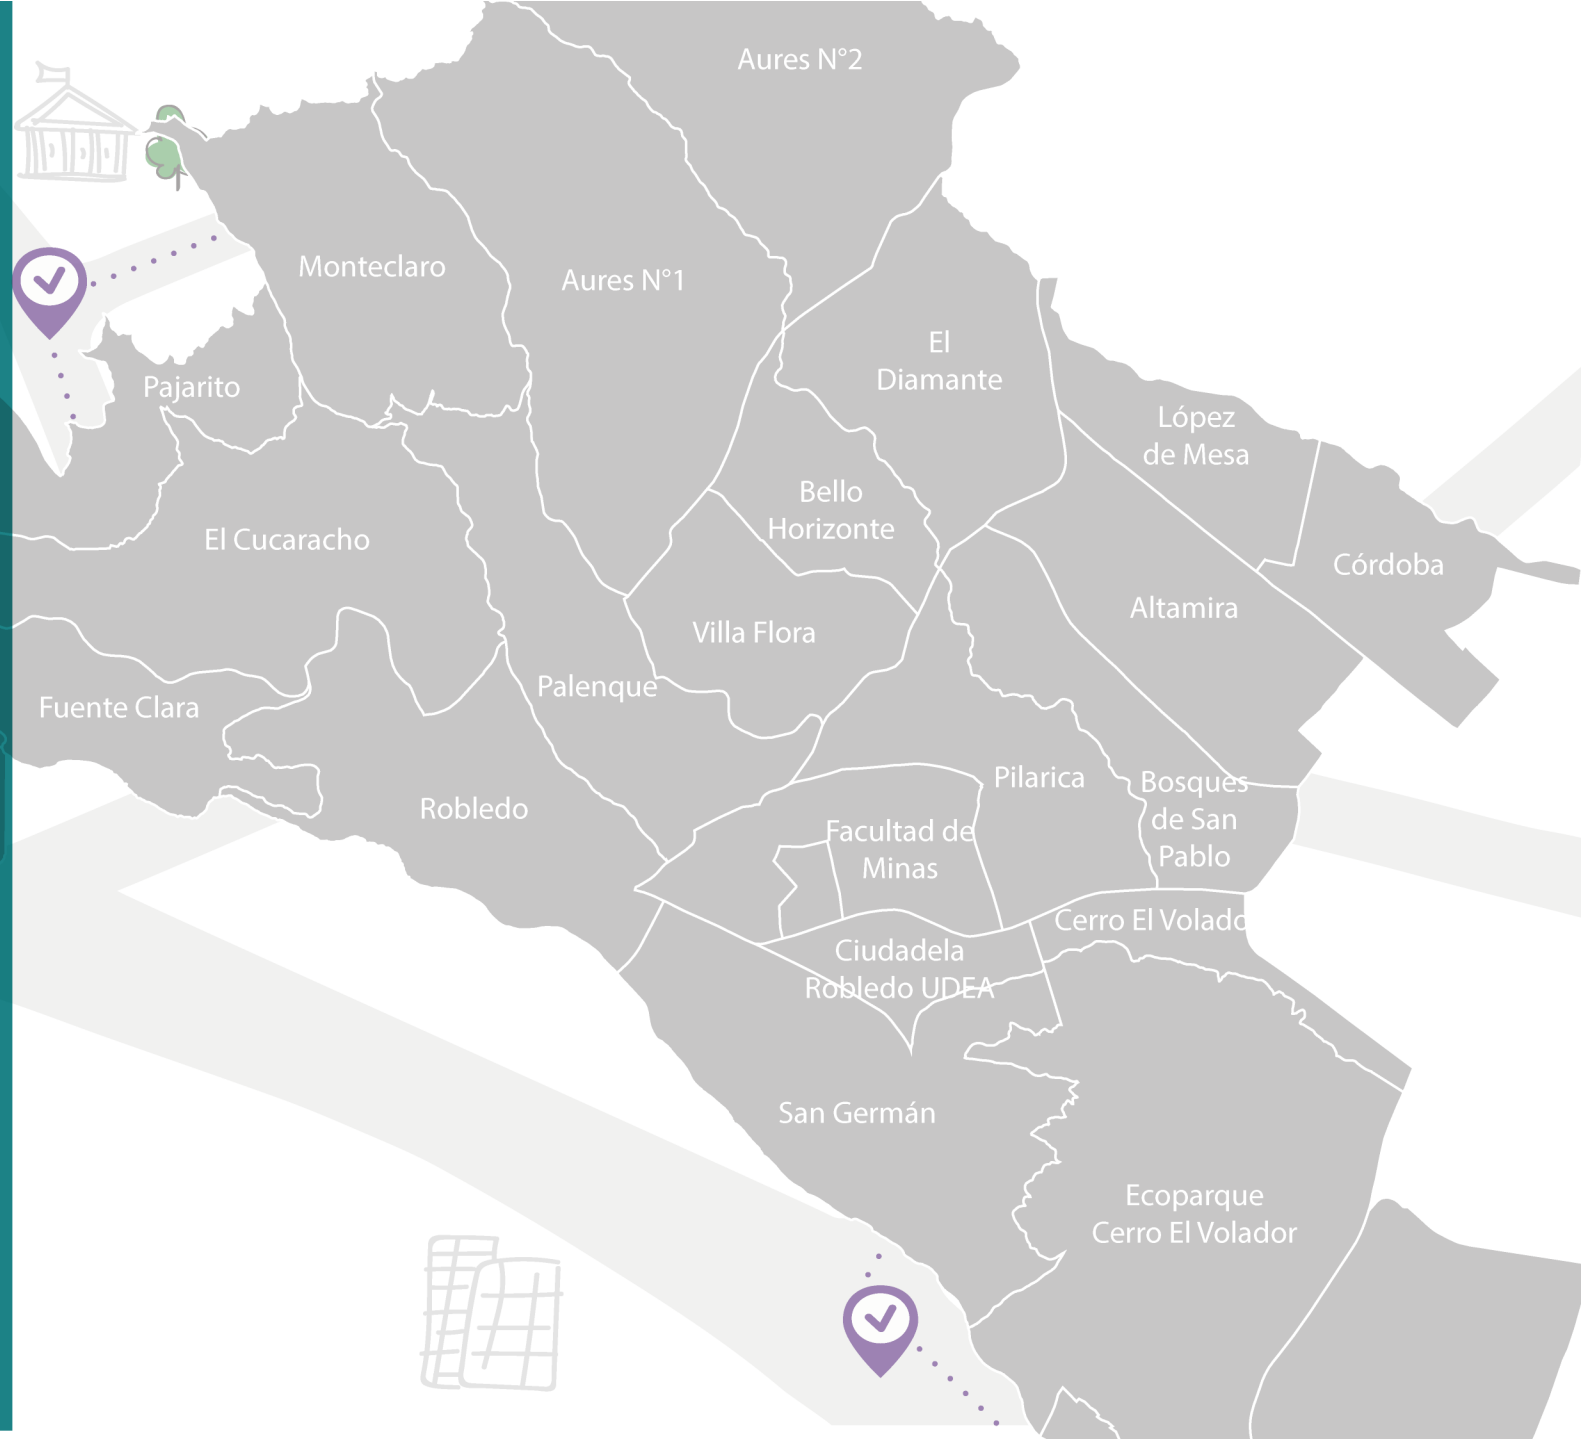 Aures N°2
Monteclaro
Aures N°1
El
Diamante
Pajarito
López
de Mesa
Bello
Horizonte
El Cucaracho
Córdoba
Altamira
Villa Flora
Palenque
Fuente Clara
Pilarica
Bosques
de San
Pablo
Robledo
Facultad de
Minas
Cerro El Volado
Ciudadela
Robledo UDEA
San Germán
Ecoparque
Cerro El Volador